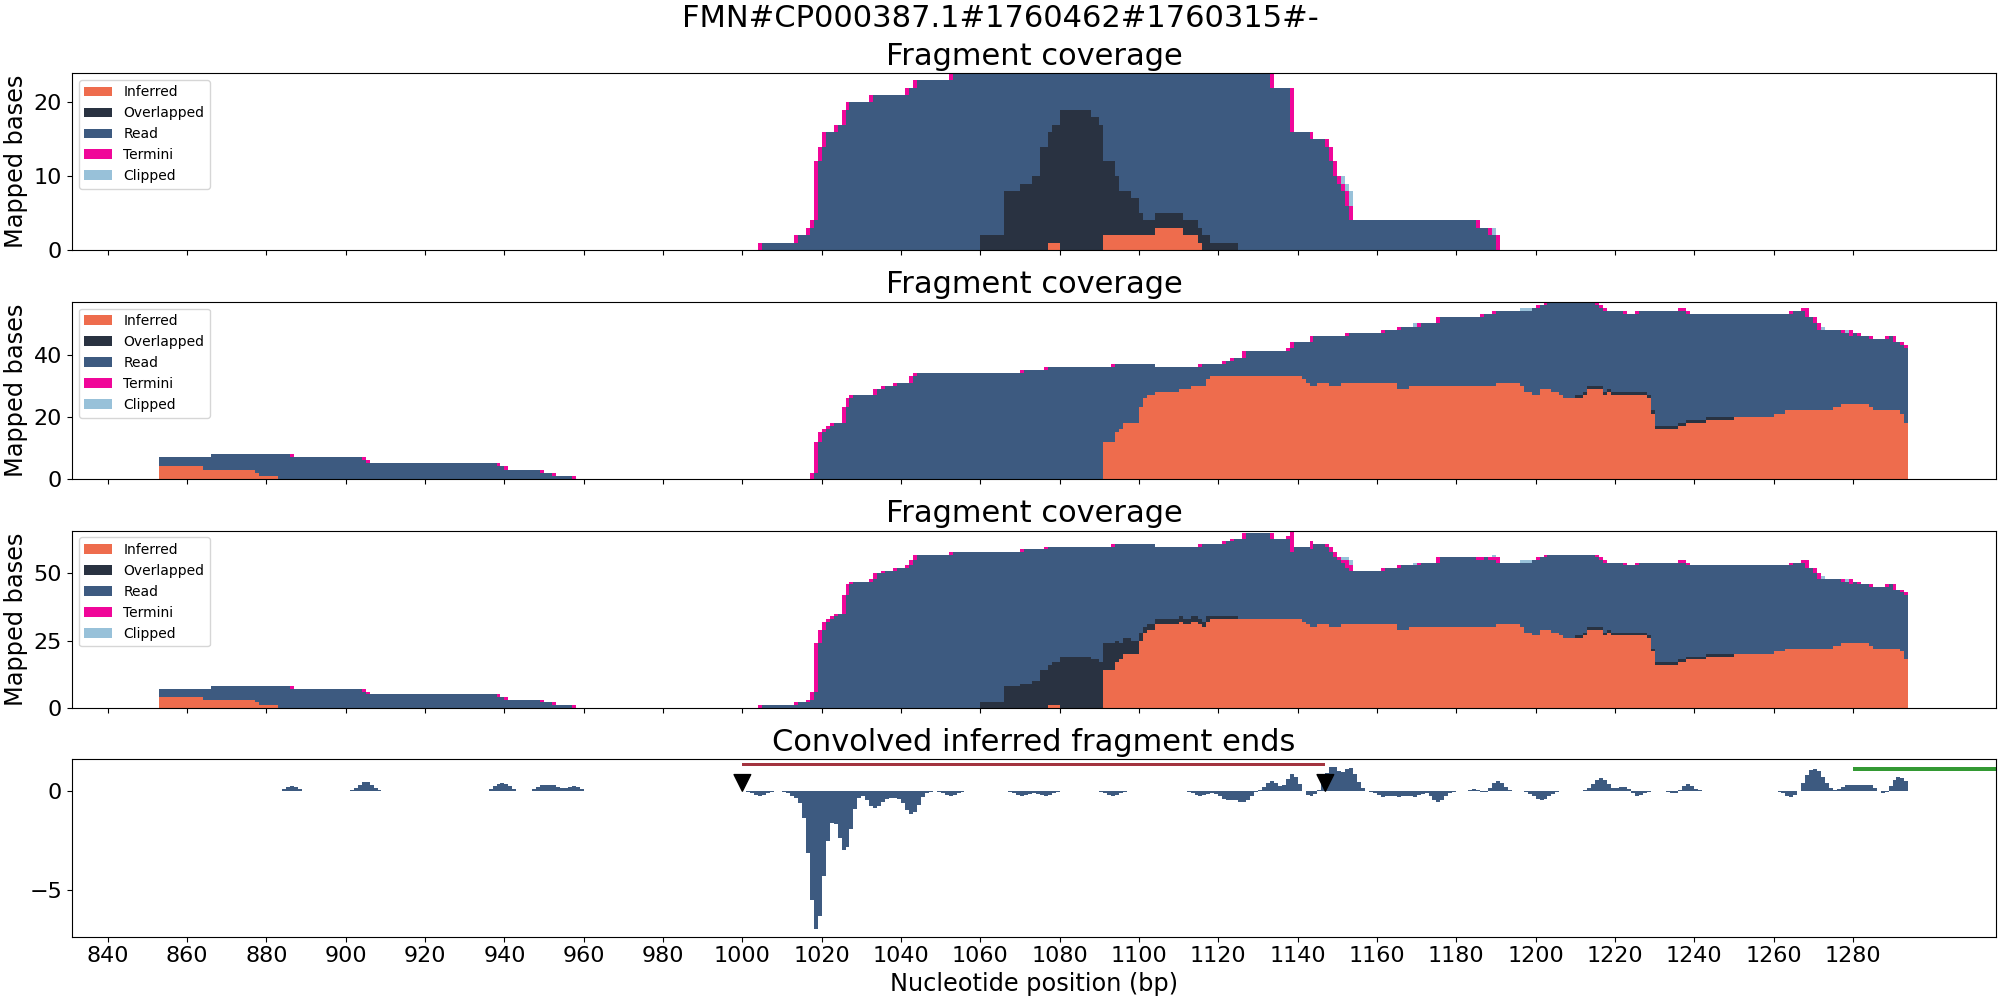 FMN#CP000387.1#1760462#1760315#-
Fragment coverage
Mapped bases
20
10
0
Inferred
Overlapped
Read
Termini
Clipped
Fragment coverage
Mapped bases
40
20
0
Inferred
Overlapped
Read
Termini
Clipped
Fragment coverage
Mapped bases
50
25
0
Inferred
Overlapped
Read
Termini
Clipped
Convolved inferred fragment ends
0
−5
840 860 880 900 920 940 960 980 1000 1020 1040 1060 1080 1100 1120 1140 1160 1180 1200 1220 1240 1260 1280
Nucleotide position (bp)